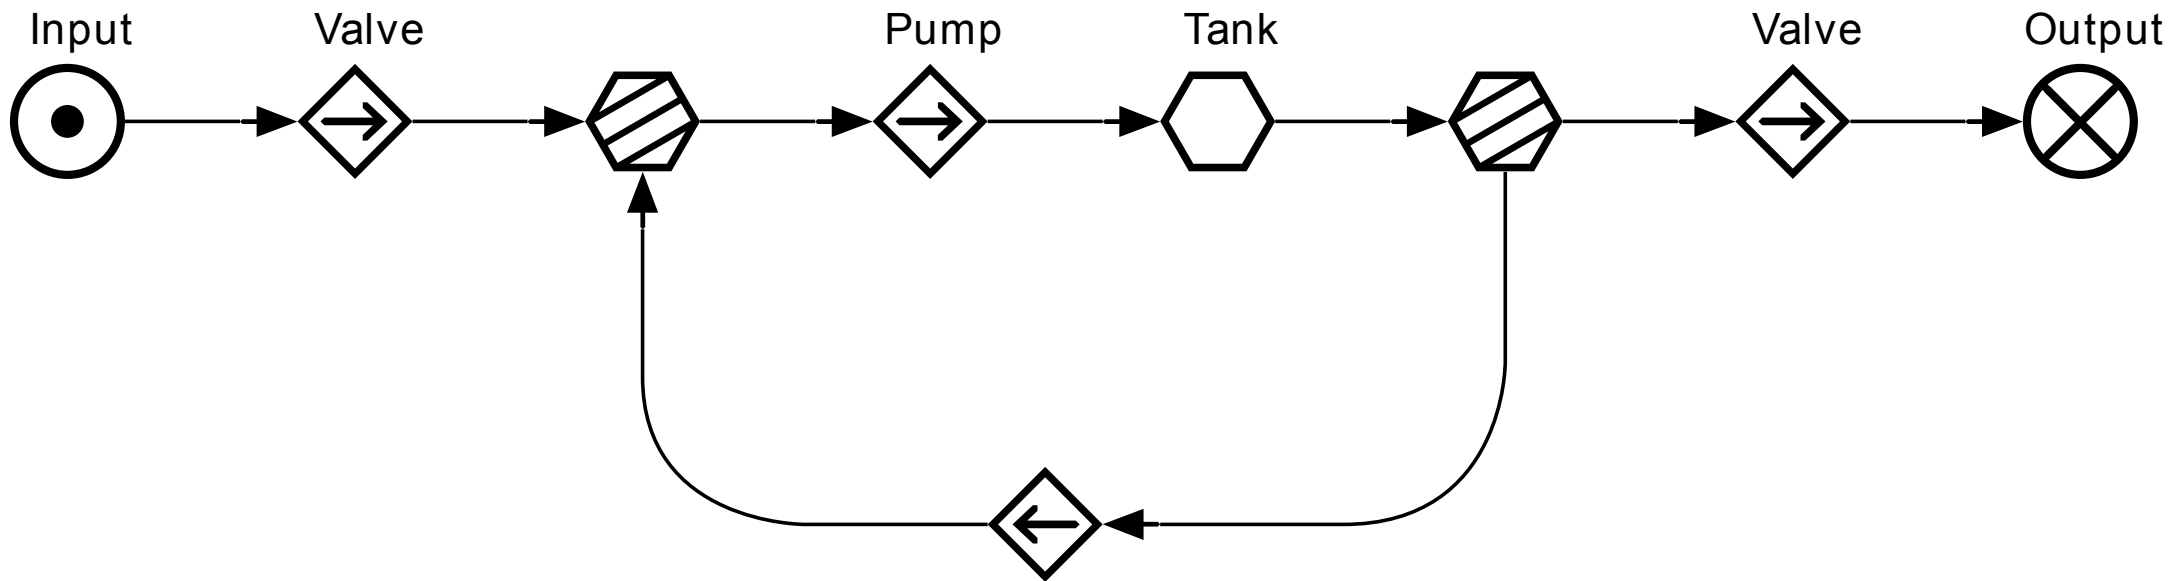 Input
Valve
Pump
Tank
Valve
Output